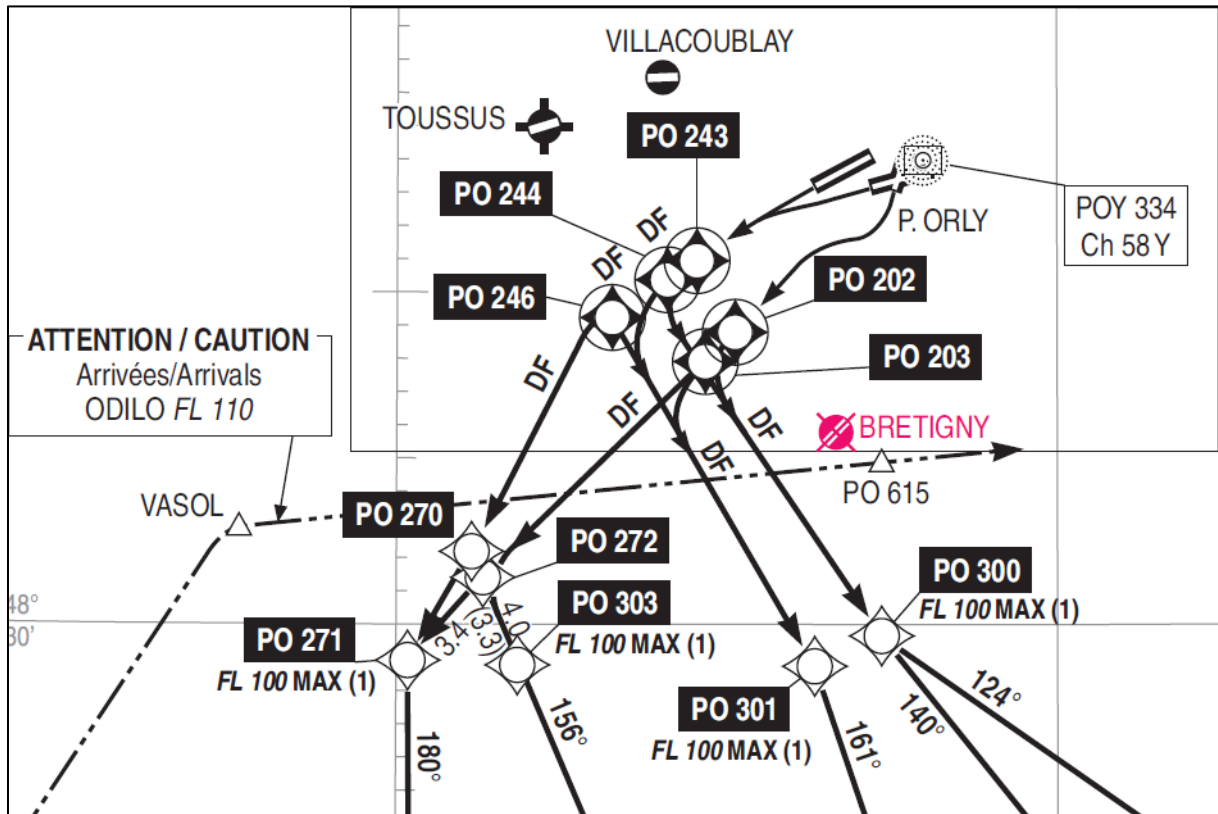 VILLACOUBLAY
TOUSSUS
PO 243
PO 244
DF
DF
P. ORLY
POY 334
Ch 58 Y
PO 246
PO 202
PO 203
ATTENTION / CAUTION
Arrivées/Arrivals
ODILO FL 110
DF
DF
DF
DF
BRETIGNY
PO 615
VASOL
PO 270
PO 272
PO 303
FL 100 MAX (1)
PO 300
FL 100 MAX (1)
48°
30'
PO 271
FL 100 MAX (1)
3.4
(3.3)
4.0
PO 301
FL 100 MAX (1)
180°
156°
161°
140°
124°